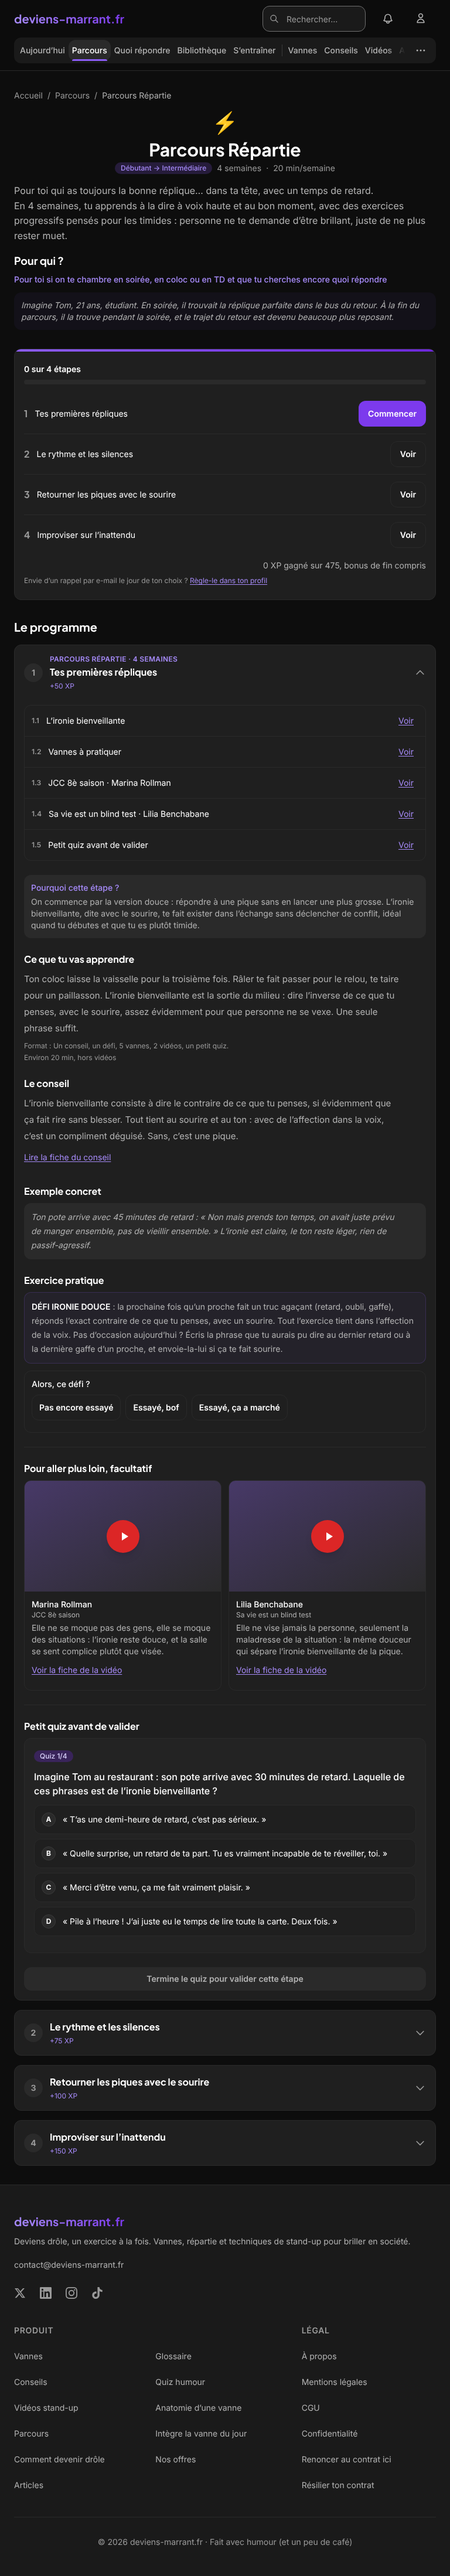 deviens-marrant.fr
Rechercher...
Aujourd'hui Parcours Quoi répondre Bibliothèque S'entraîner Vannes Conseils Vidéos
Accueil / Parcours / Parcours Répartie
Parcours Répartie
Débutant → Intermédiaire 4 semaines · 20 min/semaine
Pour toi qui as toujours la bonne réplique… dans ta tête, avec un temps de retard.
En 4 semaines, tu apprends à la dire à voix haute et au bon moment, avec des exercices
progressifs pensés pour les timides : personne ne te demande d'être brillant, juste de ne plus
rester muet.
Pour qui ?
Pour toi si on te chambre en soirée, en coloc ou en TD et que tu cherches encore quoi répondre
Imagine Tom, 21 ans, étudiant. En soirée, il trouvait la réplique parfaite dans le bus du retour. À la fin du
parcours, il la trouve pendant la soirée, et le trajet du retour est devenu beaucoup plus reposant.
0 sur 4 étapes
1 Tes premières répliques Commencer
2 Le rythme et les silences Voir
3 Retourner les piques avec le sourire Voir
4 Improviser sur l'inattendu Voir
0 XP gagné sur 475, bonus de fin compris
Envie d'un rappel par e-mail le jour de ton choix ? Règle-le dans ton profil
Le programme
PARCOURS RÉPARTIE · 4 SEMAINES
1 Tes premières répliques
+50 XP
1.1 L'ironie bienveillante Voir
1.2 Vannes à pratiquer Voir
1.3 JCC 8è saison · Marina Rollman Voir
1.4 Sa vie est un blind test · Lilia Benchabane Voir
1.5 Petit quiz avant de valider Voir
Pourquoi cette étape ?
On commence par la version douce : répondre à une pique sans en lancer une plus grosse. L'ironie
bienveillante, dite avec le sourire, te fait exister dans l'échange sans déclencher de conflit, idéal
quand tu débutes et que tu es plutôt timide.
Ce que tu vas apprendre
Ton coloc laisse la vaisselle pour la troisième fois. Râler te fait passer pour le relou, te taire
pour un paillasson. L'ironie bienveillante est la sortie du milieu : dire l'inverse de ce que tu
penses, avec le sourire, assez évidemment pour que personne ne se vexe. Une seule
phrase suffit.
Format : Un conseil, un défi, 5 vannes, 2 vidéos, un petit quiz.
Environ 20 min, hors vidéos
Le conseil
L'ironie bienveillante consiste à dire le contraire de ce que tu penses, si évidemment que
ça fait rire sans blesser. Tout tient au sourire et au ton : avec de l'affection dans la voix,
c'est un compliment déguisé. Sans, c'est une pique.
Lire la fiche du conseil
Exemple concret
Ton pote arrive avec 45 minutes de retard : « Non mais prends ton temps, on avait juste prévu
de manger ensemble, pas de vieillir ensemble. » L'ironie est claire, le ton reste léger, rien de
passif-agressif.
Exercice pratique
DÉFI IRONIE DOUCE : la prochaine fois qu'un proche fait un truc agaçant (retard, oubli, gaffe),
réponds l'exact contraire de ce que tu penses, avec un sourire. Tout l'exercice tient dans l'affection
de la voix. Pas d'occasion aujourd'hui ? Écris la phrase que tu aurais pu dire au dernier retard ou à
la dernière gaffe d'un proche, et envoie-la-lui si ça te fait sourire.
Alors, ce défi ?
Pas encore essayé Essayé, bof Essayé, ça a marché
Pour aller plus loin, facultatif
Marina Rollman
JCC 8è saison
Elle ne se moque pas des gens, elle se moque
des situations : l'ironie reste douce, et la salle
se sent complice plutôt que visée.
Voir la fiche de la vidéo
Lilia Benchabane
Sa vie est un blind test
Elle ne vise jamais la personne, seulement la
maladresse de la situation : la même douceur
qui sépare l'ironie bienveillante de la pique.
Voir la fiche de la vidéo
Petit quiz avant de valider
Quiz 1/4
Imagine Tom au restaurant : son pote arrive avec 30 minutes de retard. Laquelle de
ces phrases est de l'ironie bienveillante ?
A « T'as une demi-heure de retard, c'est pas sérieux. »
B « Quelle surprise, un retard de ta part. Tu es vraiment incapable de te réveiller, toi. »
C « Merci d'être venu, ça me fait vraiment plaisir. »
D « Pile à l'heure ! J'ai juste eu le temps de lire toute la carte. Deux fois. »
Termine le quiz pour valider cette étape
2 Le rythme et les silences
+75 XP
3 Retourner les piques avec le sourire
+100 XP
4 Improviser sur l'inattendu
+150 XP
deviens-marrant.fr
Deviens drôle, un exercice à la fois. Vannes, répartie et techniques de stand-up pour briller en société.
contact@deviens-marrant.fr
PRODUIT
Vannes
Conseils
Vidéos stand-up
Parcours
Comment devenir drôle
Articles
Glossaire
Quiz humour
Anatomie d'une vanne
Intègre la vanne du jour
Nos offres
LÉGAL
À propos
Mentions légales
CGU
Confidentialité
Renoncer au contrat ici
Résilier ton contrat
© 2026 deviens-marrant.fr · Fait avec humour (et un peu de café)